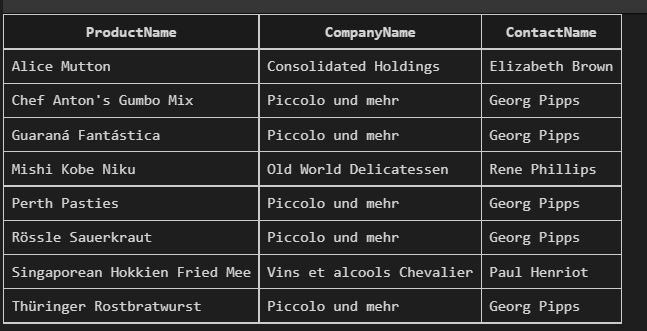 ProductName CompanyName ContactName
Alice Mutton Consolidated Holdings Elizabeth Brown
Chef Anton's Gumbo Mix Piccolo und mehr Georg Pipps
Guaraná Fantástica Piccolo und mehr Georg Pipps
Mishi Kobe Niku Old World Delicatessen Rene Phillips
Perth Pasties Piccolo und mehr Georg Pipps
Rössle Sauerkraut Piccolo und mehr Georg Pipps
Singaporean Hokkien Fried Mee Vins et alcools Chevalier Paul Henriot
Thüringer Rostbratwurst Piccolo und mehr Georg Pipps